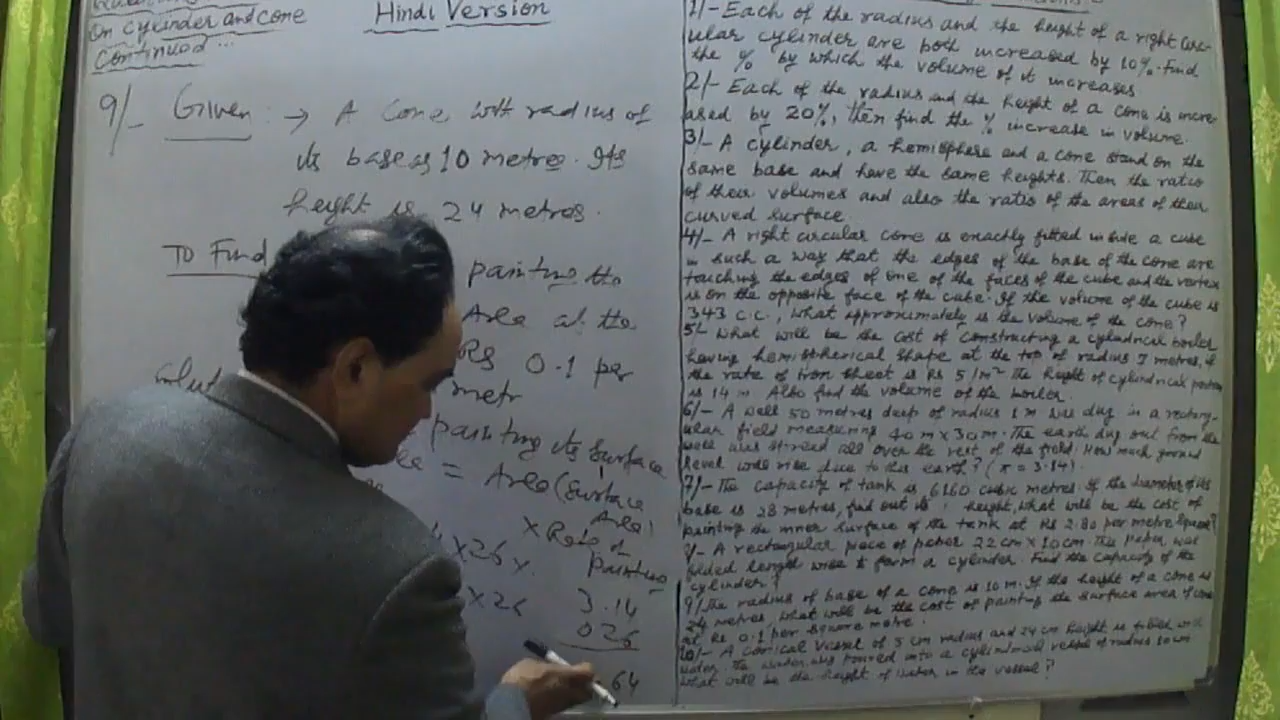 On Cylinder and Cone
Continued ...
Hindi Version
9/- Given :→ A Cone with radius of
its base as 10 metre. Its
height is 24 metres.
To Find
painting the
Area at the
Rs 0.1 per
metr
painting its surface
= Area (Surface
Area)
× Rate of
painting
×26 ×
×26
3.14
026
64
1/- Each of the radius and the height of a right circ-
ular cylinder are both increased by 10%. Find
the % by which the volume of it increases
2/- Each of the radius and the height of a cone is incre-
ased by 20%, then find the % increase in volume.
3/- A cylinder, a hemisphere and a cone stand on the
same base and have the same heights. Then the ratio
of their volumes and also the ratio of the areas of their
curved surface
4/- A right circular cone is exactly fitted inside a cube
in such a way that the edges of the base of the cone are
touching the edges of one of the faces of the cube and the vertex
is on the opposite face of the cube. If the volume of the cube is
343 c.c., what approximately is the volume of the cone?
5/- What will be the cost of constructing a cylindrical boiler
having hemispherical shape at the top of radius 7 metres, if
the rate of iron sheet is Rs 5/m² The height of cylindrical portion
is 14 m Also find the volume of the boiler.
6/- A well 50 metres deep of radius 1 m was dug in a rectang-
ular field measuring 40m × 30m. The earth dug out from the
well was spread all over the rest of the field. How much ground
level will rise due to this earth? (π = 3.14).
7/- The capacity of tank is 6160 cubic metres. If the diameter of its
base is 28 metres, find out its height, what will be the cost of
painting the inner surface of the tank at Rs 2.80 per metre square?
A rectangular piece of paper 22 cm × 10 cm. The paper was
folded length wise to form a cylinder. Find the capacity of the
cylinder?
9/ The radius of base of a cone is 10 m. If the height of a cone is
24 metres, what will be the cost of painting the surface area of cone
at Rs 0.1 per square metre.
10/- A conical vessel of 5 cm radius and 24 cm height is filled with
water. The water was poured into a cylindrical vessel of radius 10 cm
what will be the height of water in the vessel?